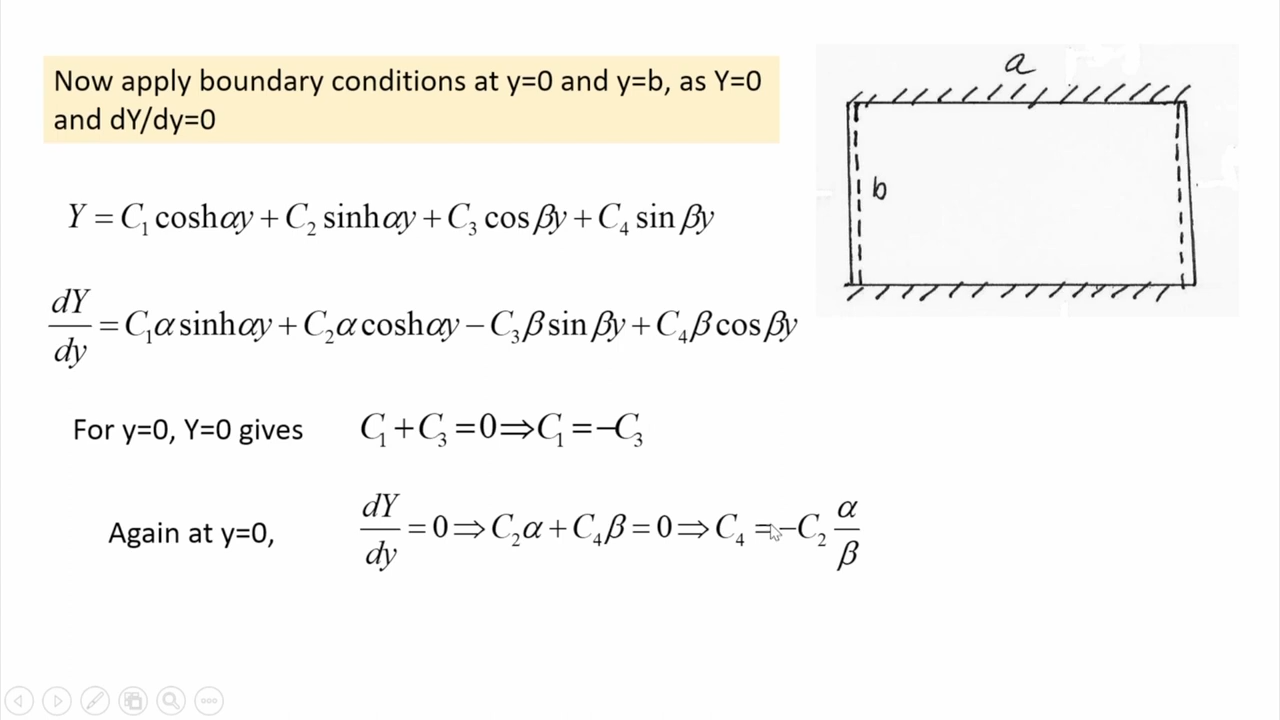 Now apply boundary conditions at y=0 and y=b, as Y=0
and dY/dy=0
a
b
Y = C₁ coshαy + C₂ sinhαy + C₃ cos βy + C₄ sin βy
dY/dy = C₁α sinhαy + C₂α coshαy − C₃β sin βy + C₄β cos βy
For y=0, Y=0 gives C₁ + C₃ = 0 ⇒ C₁ = −C₃
Again at y=0, dY/dy = 0 ⇒ C₂α + C₄β = 0 ⇒ C₄ = −C₂ α/β